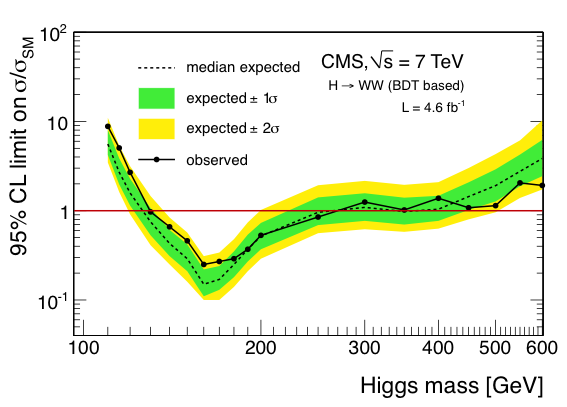 10²
10
1
10⁻¹
95% CL limit on σ/σ_SM
median expected
expected ± 1σ
expected ± 2σ
observed
CMS, √s = 7 TeV
H → WW (BDT based)
L = 4.6 fb⁻¹
100 200 300 400 500 600
Higgs mass [GeV]